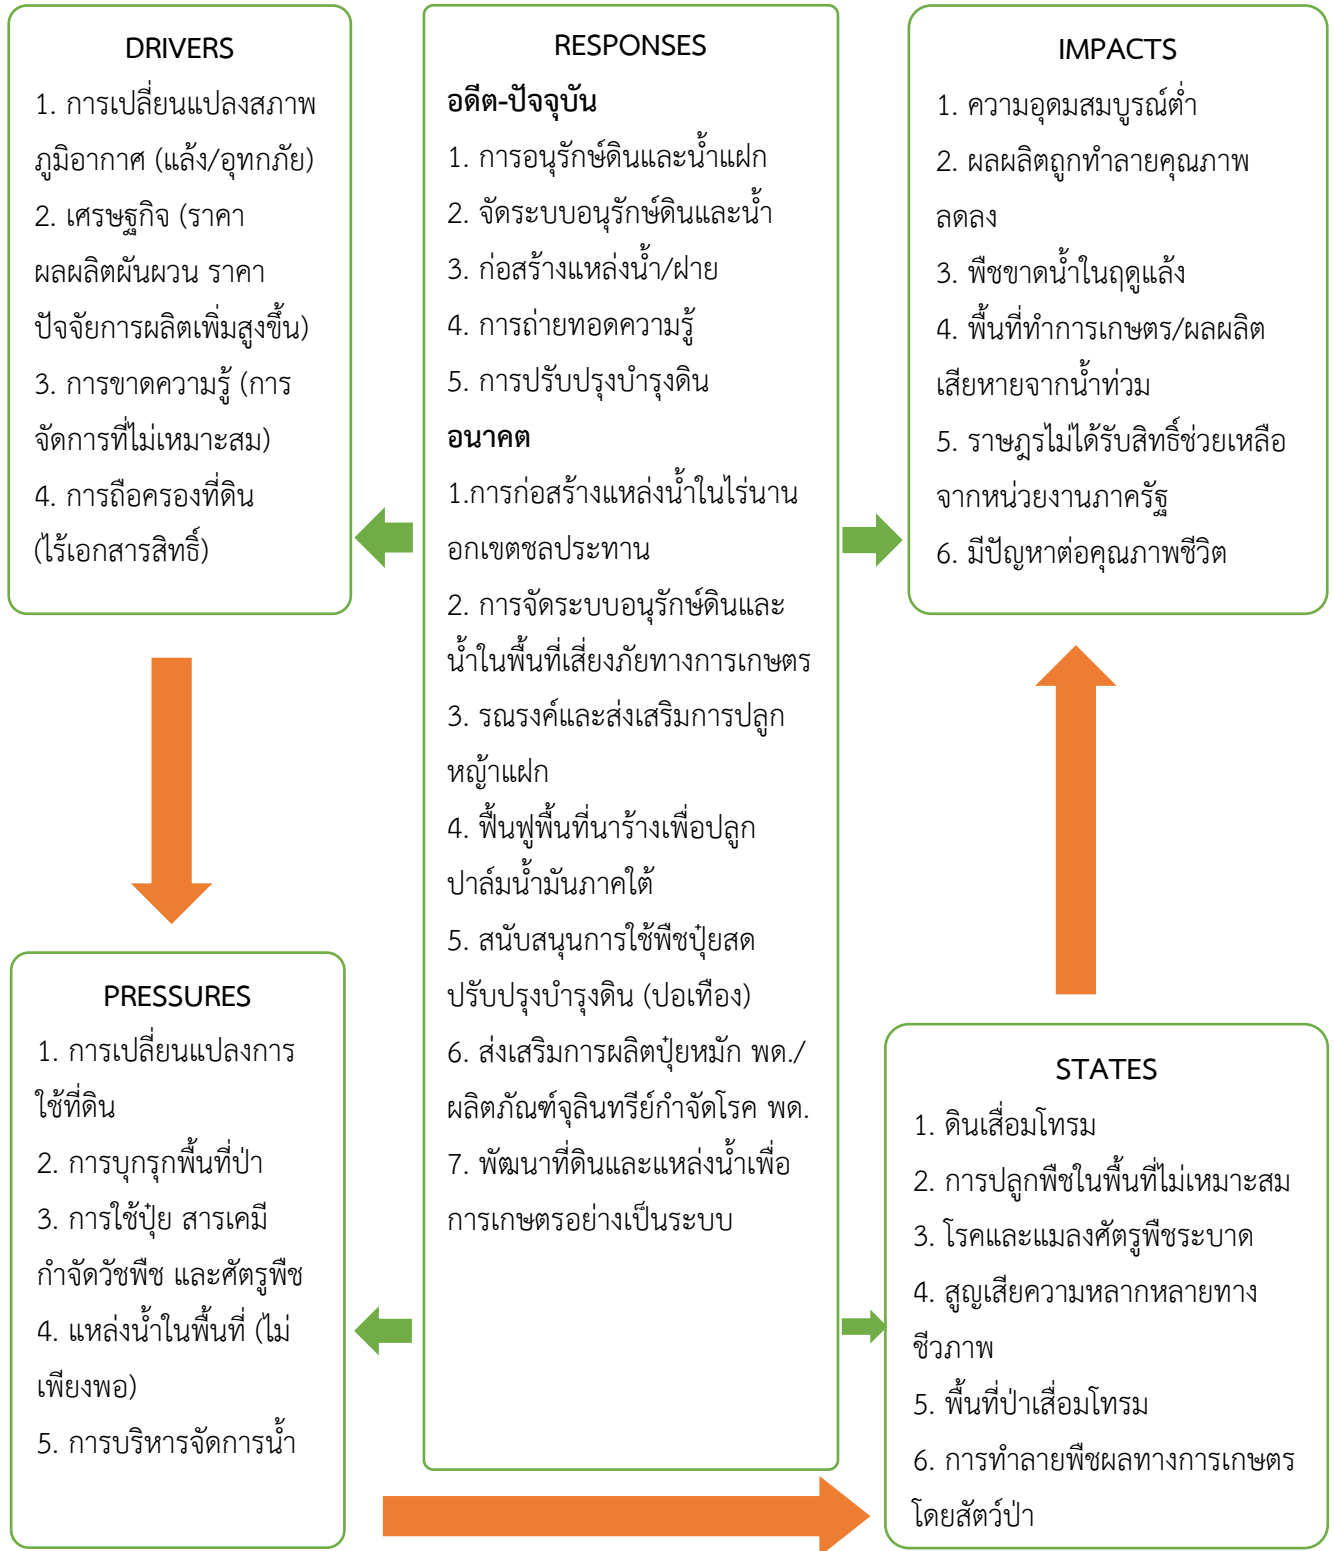 DRIVERS
1. การเปลี่ยนแปลงสภาพ
ภูมิอากาศ (แล้ง/อุทกภัย)
2. เศรษฐกิจ (ราคา
ผลผลิตผันผวน ราคา
ปัจจัยการผลิตเพิ่มสูงขึ้น)
3. การขาดความรู้ (การ
จัดการที่ไม่เหมาะสม)
4. การถือครองที่ดิน
(ไร้เอกสารสิทธิ์)
RESPONSES
อดีต-ปัจจุบัน
1. การอนุรักษ์ดินและน้ำแฝก
2. จัดระบบอนุรักษ์ดินและน้ำ
3. ก่อสร้างแหล่งน้ำ/ฝาย
4. การถ่ายทอดความรู้
5. การปรับปรุงบำรุงดิน
อนาคต
1.การก่อสร้างแหล่งน้ำในไร่นาน
อกเขตชลประทาน
2. การจัดระบบอนุรักษ์ดินและ
น้ำในพื้นที่เสี่ยงภัยทางการเกษตร
3. รณรงค์และส่งเสริมการปลูก
หญ้าแฝก
4. ฟื้นฟูพื้นที่นาร้างเพื่อปลูก
ปาล์มน้ำมันภาคใต้
5. สนับสนุนการใช้พืชปุ๋ยสด
ปรับปรุงบำรุงดิน (ปอเทือง)
6. ส่งเสริมการผลิตปุ๋ยหมัก พด./
ผลิตภัณฑ์จุลินทรีย์กำจัดโรค พด.
7. พัฒนาที่ดินและแหล่งน้ำเพื่อ
การเกษตรอย่างเป็นระบบ
IMPACTS
1. ความอุดมสมบูรณ์ต่ำ
2. ผลผลิตถูกทำลายคุณภาพ
ลดลง
3. พืชขาดน้ำในฤดูแล้ง
4. พื้นที่ทำการเกษตร/ผลผลิต
เสียหายจากน้ำท่วม
5. ราษฎรไม่ได้รับสิทธิ์ช่วยเหลือ
จากหน่วยงานภาครัฐ
6. มีปัญหาต่อคุณภาพชีวิต
PRESSURES
1. การเปลี่ยนแปลงการ
ใช้ที่ดิน
2. การบุกรุกพื้นที่ป่า
3. การใช้ปุ๋ย สารเคมี
กำจัดวัชพืช และศัตรูพืช
4. แหล่งน้ำในพื้นที่ (ไม่
เพียงพอ)
5. การบริหารจัดการน้ำ
STATES
1. ดินเสื่อมโทรม
2. การปลูกพืชในพื้นที่ไม่เหมาะสม
3. โรคและแมลงศัตรูพืชระบาด
4. สูญเสียความหลากหลายทาง
ชีวภาพ
5. พื้นที่ป่าเสื่อมโทรม
6. การทำลายพืชผลทางการเกษตร
โดยสัตว์ป่า